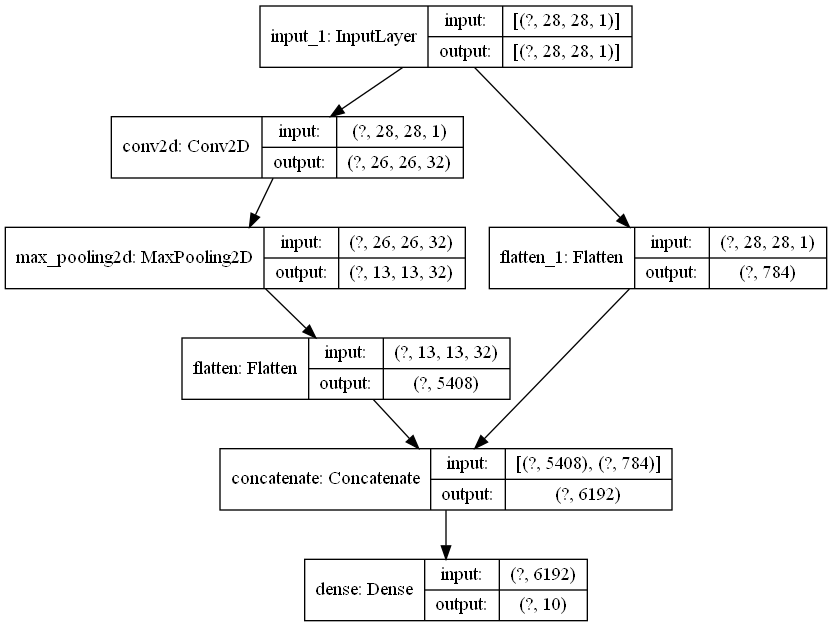 input_1: InputLayer
input: [(?, 28, 28, 1)]
output: [(?, 28, 28, 1)]
conv2d: Conv2D
input: (?, 28, 28, 1)
output: (?, 26, 26, 32)
max_pooling2d: MaxPooling2D
input: (?, 26, 26, 32)
output: (?, 13, 13, 32)
flatten_1: Flatten
input: (?, 28, 28, 1)
output: (?, 784)
flatten: Flatten
input: (?, 13, 13, 32)
output: (?, 5408)
concatenate: Concatenate
input: [(?, 5408), (?, 784)]
output: (?, 6192)
dense: Dense
input: (?, 6192)
output: (?, 10)